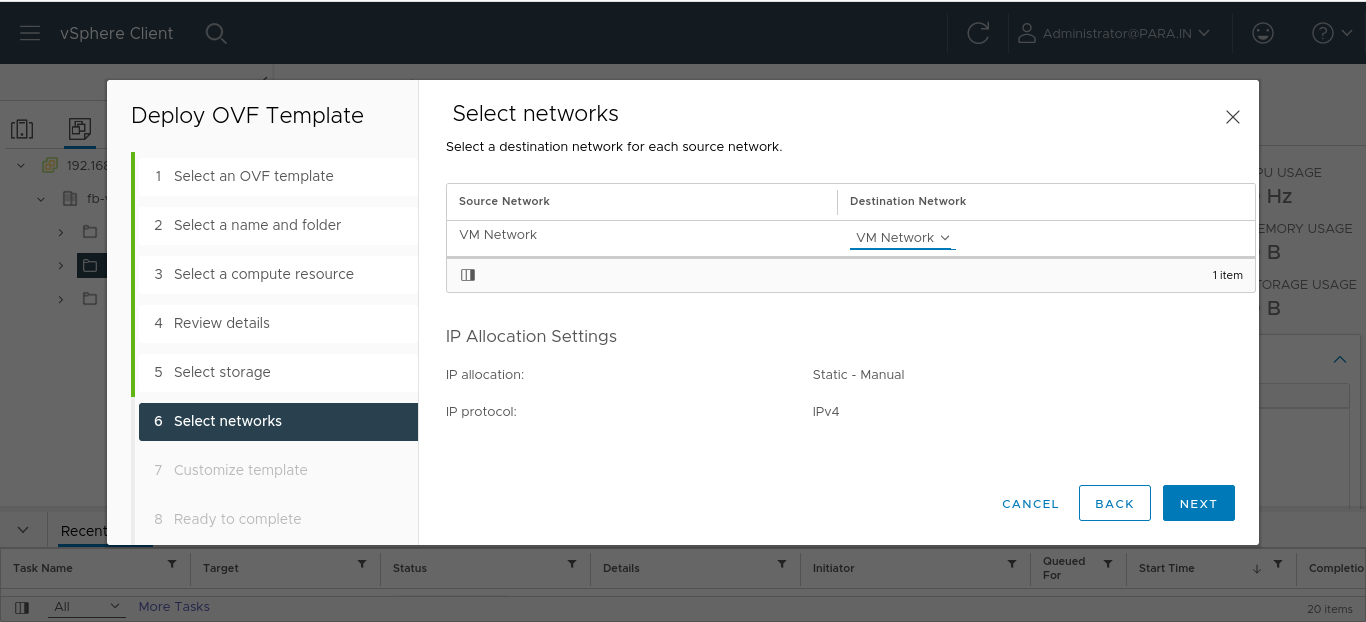 vSphere Client
Administrator@PARA.IN
Deploy OVF Template
1 Select an OVF template
2 Select a name and folder
3 Select a compute resource
4 Review details
5 Select storage
6 Select networks
7 Customize template
8 Ready to complete
Select networks
Select a destination network for each source network.
Source Network Destination Network
VM Network VM Network
1 item
IP Allocation Settings
IP allocation: Static - Manual
IP protocol: IPv4
CANCEL BACK NEXT
192.168
fb-
PU USAGE
Hz
EMORY USAGE
B
TORAGE USAGE
B
Recent
Task Name Target Status Details Initiator Queued For Start Time Completio
All More Tasks 20 items